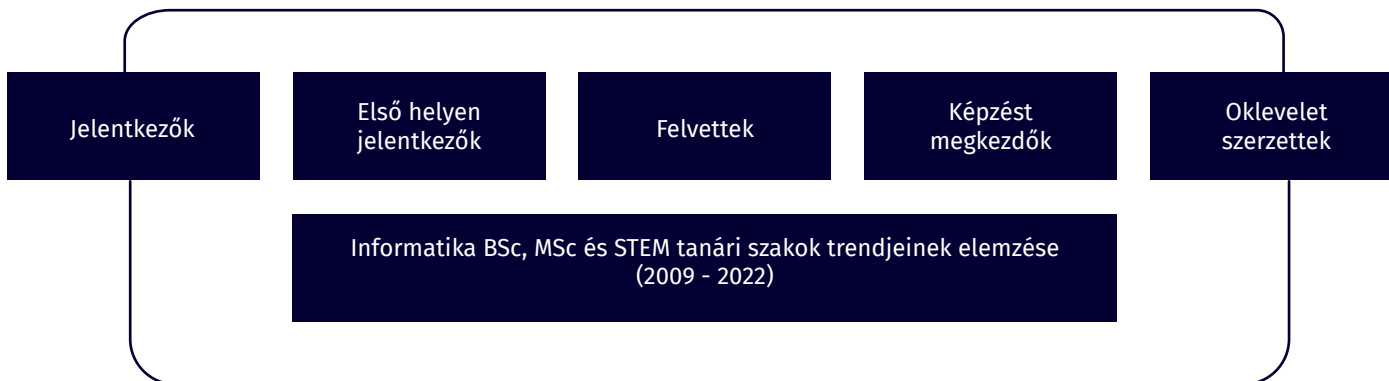 Jelentkezők
Első helyen
jelentkezők
Felvettek
Képzést
megkezdők
Oklevelet
szerzettek
Informatika BSc, MSc és STEM tanári szakok trendjeinek elemzése
(2009 - 2022)